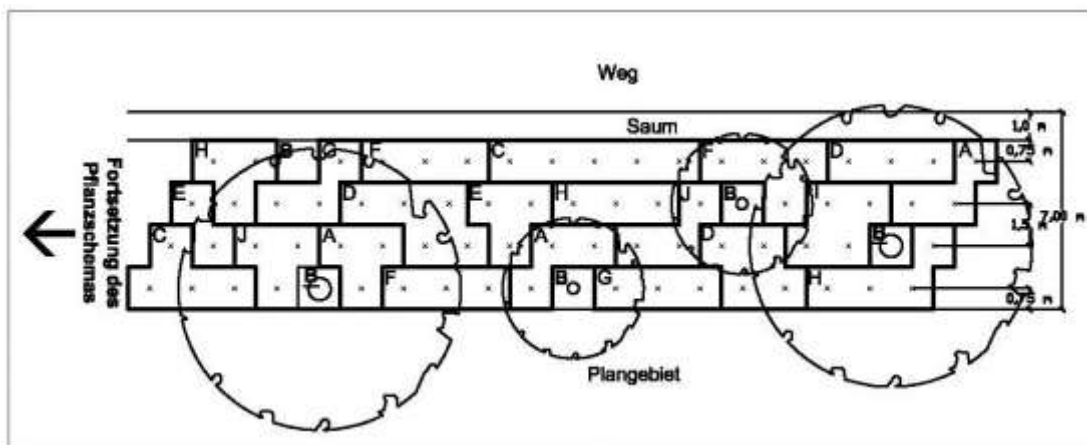 Weg
Saum
1,0 m
H B G F C F D A
0,75 m
E D E H J B I
7,00 m
1,5 m
C J A A D B
B F B G H
0,75 m
Fortsetzung des
Pflanzschemas
Plangebiet